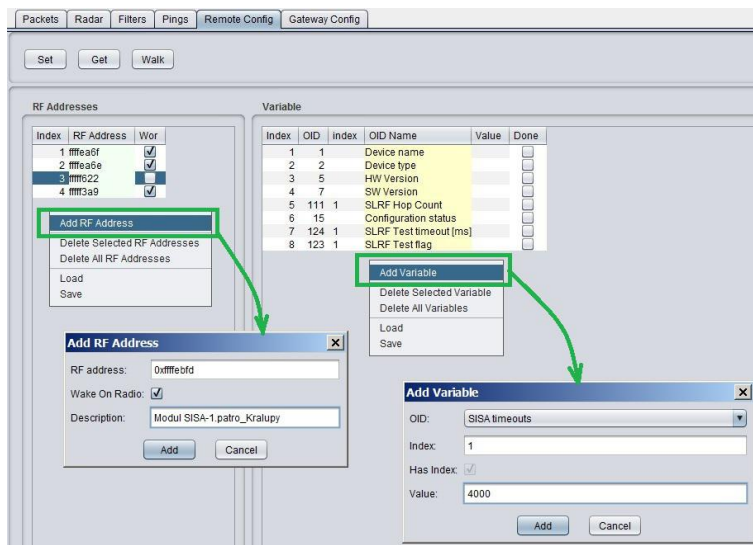 Packets Radar Filters Pings Remote Config Gateway Config
Set Get Walk
RF Addresses
Index RF Address Wor
1 ffffea6f
2 ffffea6e
3 fffff622
4 fffff3a9
Add RF Address
Delete Selected RF Addresses
Delete All RF Addresses
Load
Save
Variable
Index OID index OID Name Value Done
1 1 Device name
2 2 Device type
3 5 HW Version
4 7 SW Version
5 111 1 SLRF Hop Count
6 15 Configuration status
7 124 1 SLRF Test timeout [ms]
8 123 1 SLRF Test flag
Add Variable
Delete Selected Variable
Delete All Variables
Load
Save
Add RF Address
RF address: 0xffffebfd
Wake On Radio:
Description: Modul SISA-1.patro_Kralupy
Add Cancel
Add Variable
OID: SISA timeouts
Index: 1
Has Index:
Value: 4000
Add Cancel